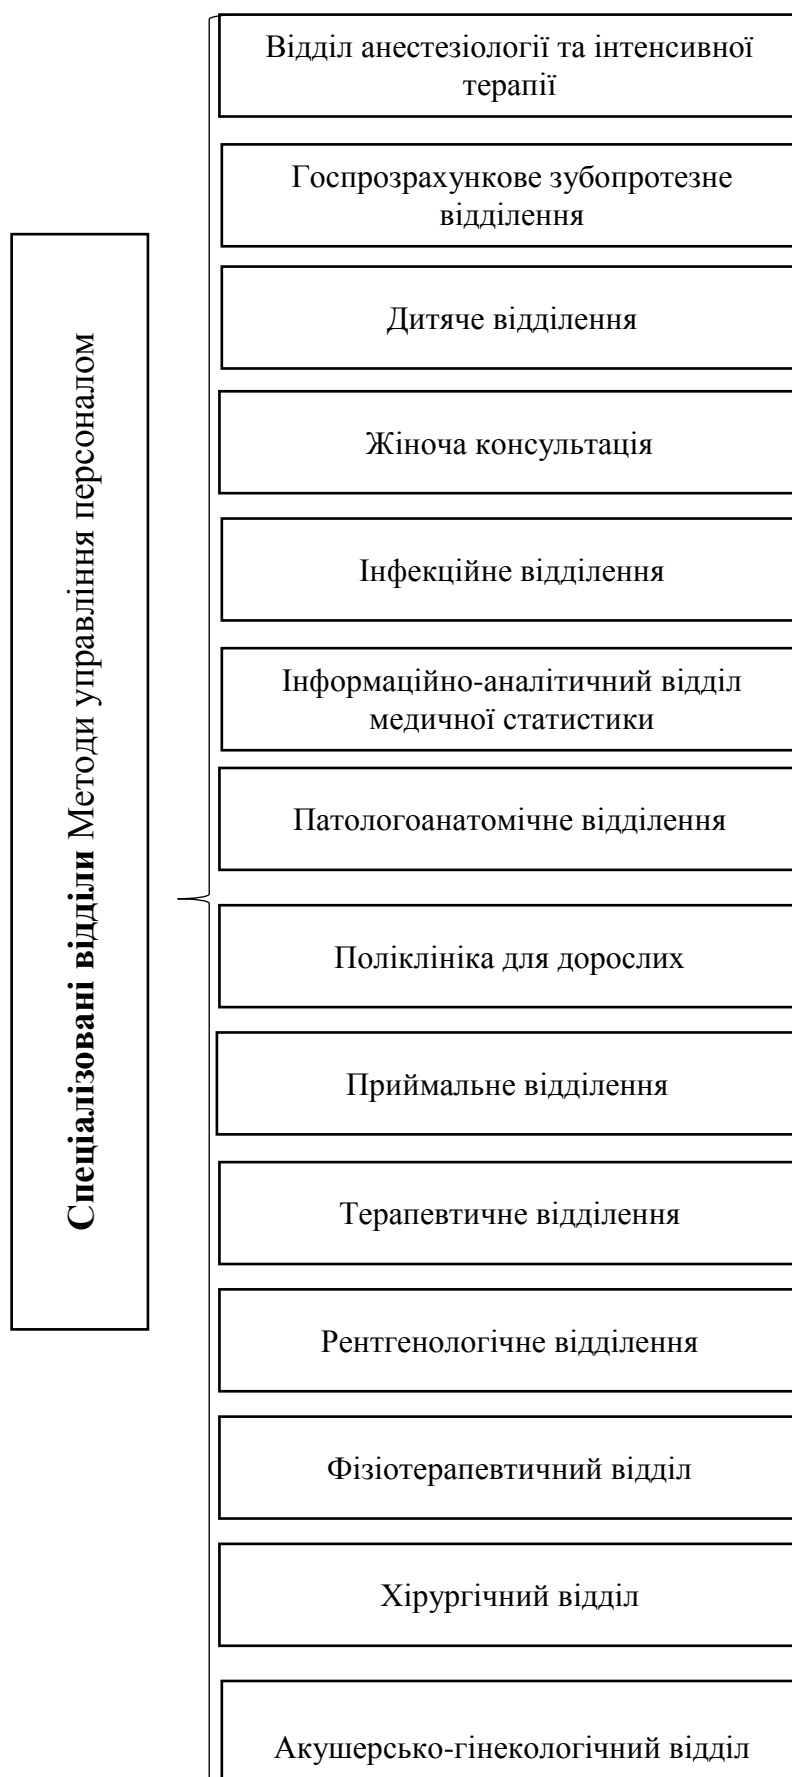 Спеціалізовані відділи Методи управління персоналом
Відділ анестезіології та інтенсивної
терапії
Госпрозрахункове зубопротезне
відділення
Дитяче відділення
Жіноча консультація
Інфекційне відділення
Інформаційно-аналітичний відділ
медичної статистики
Патологоанатомічне відділення
Поліклініка для дорослих
Приймальне відділення
Терапевтичне відділення
Рентгенологічне відділення
Фізіотерапевтичний відділ
Хірургічний відділ
Акушерсько-гінекологічний відділ